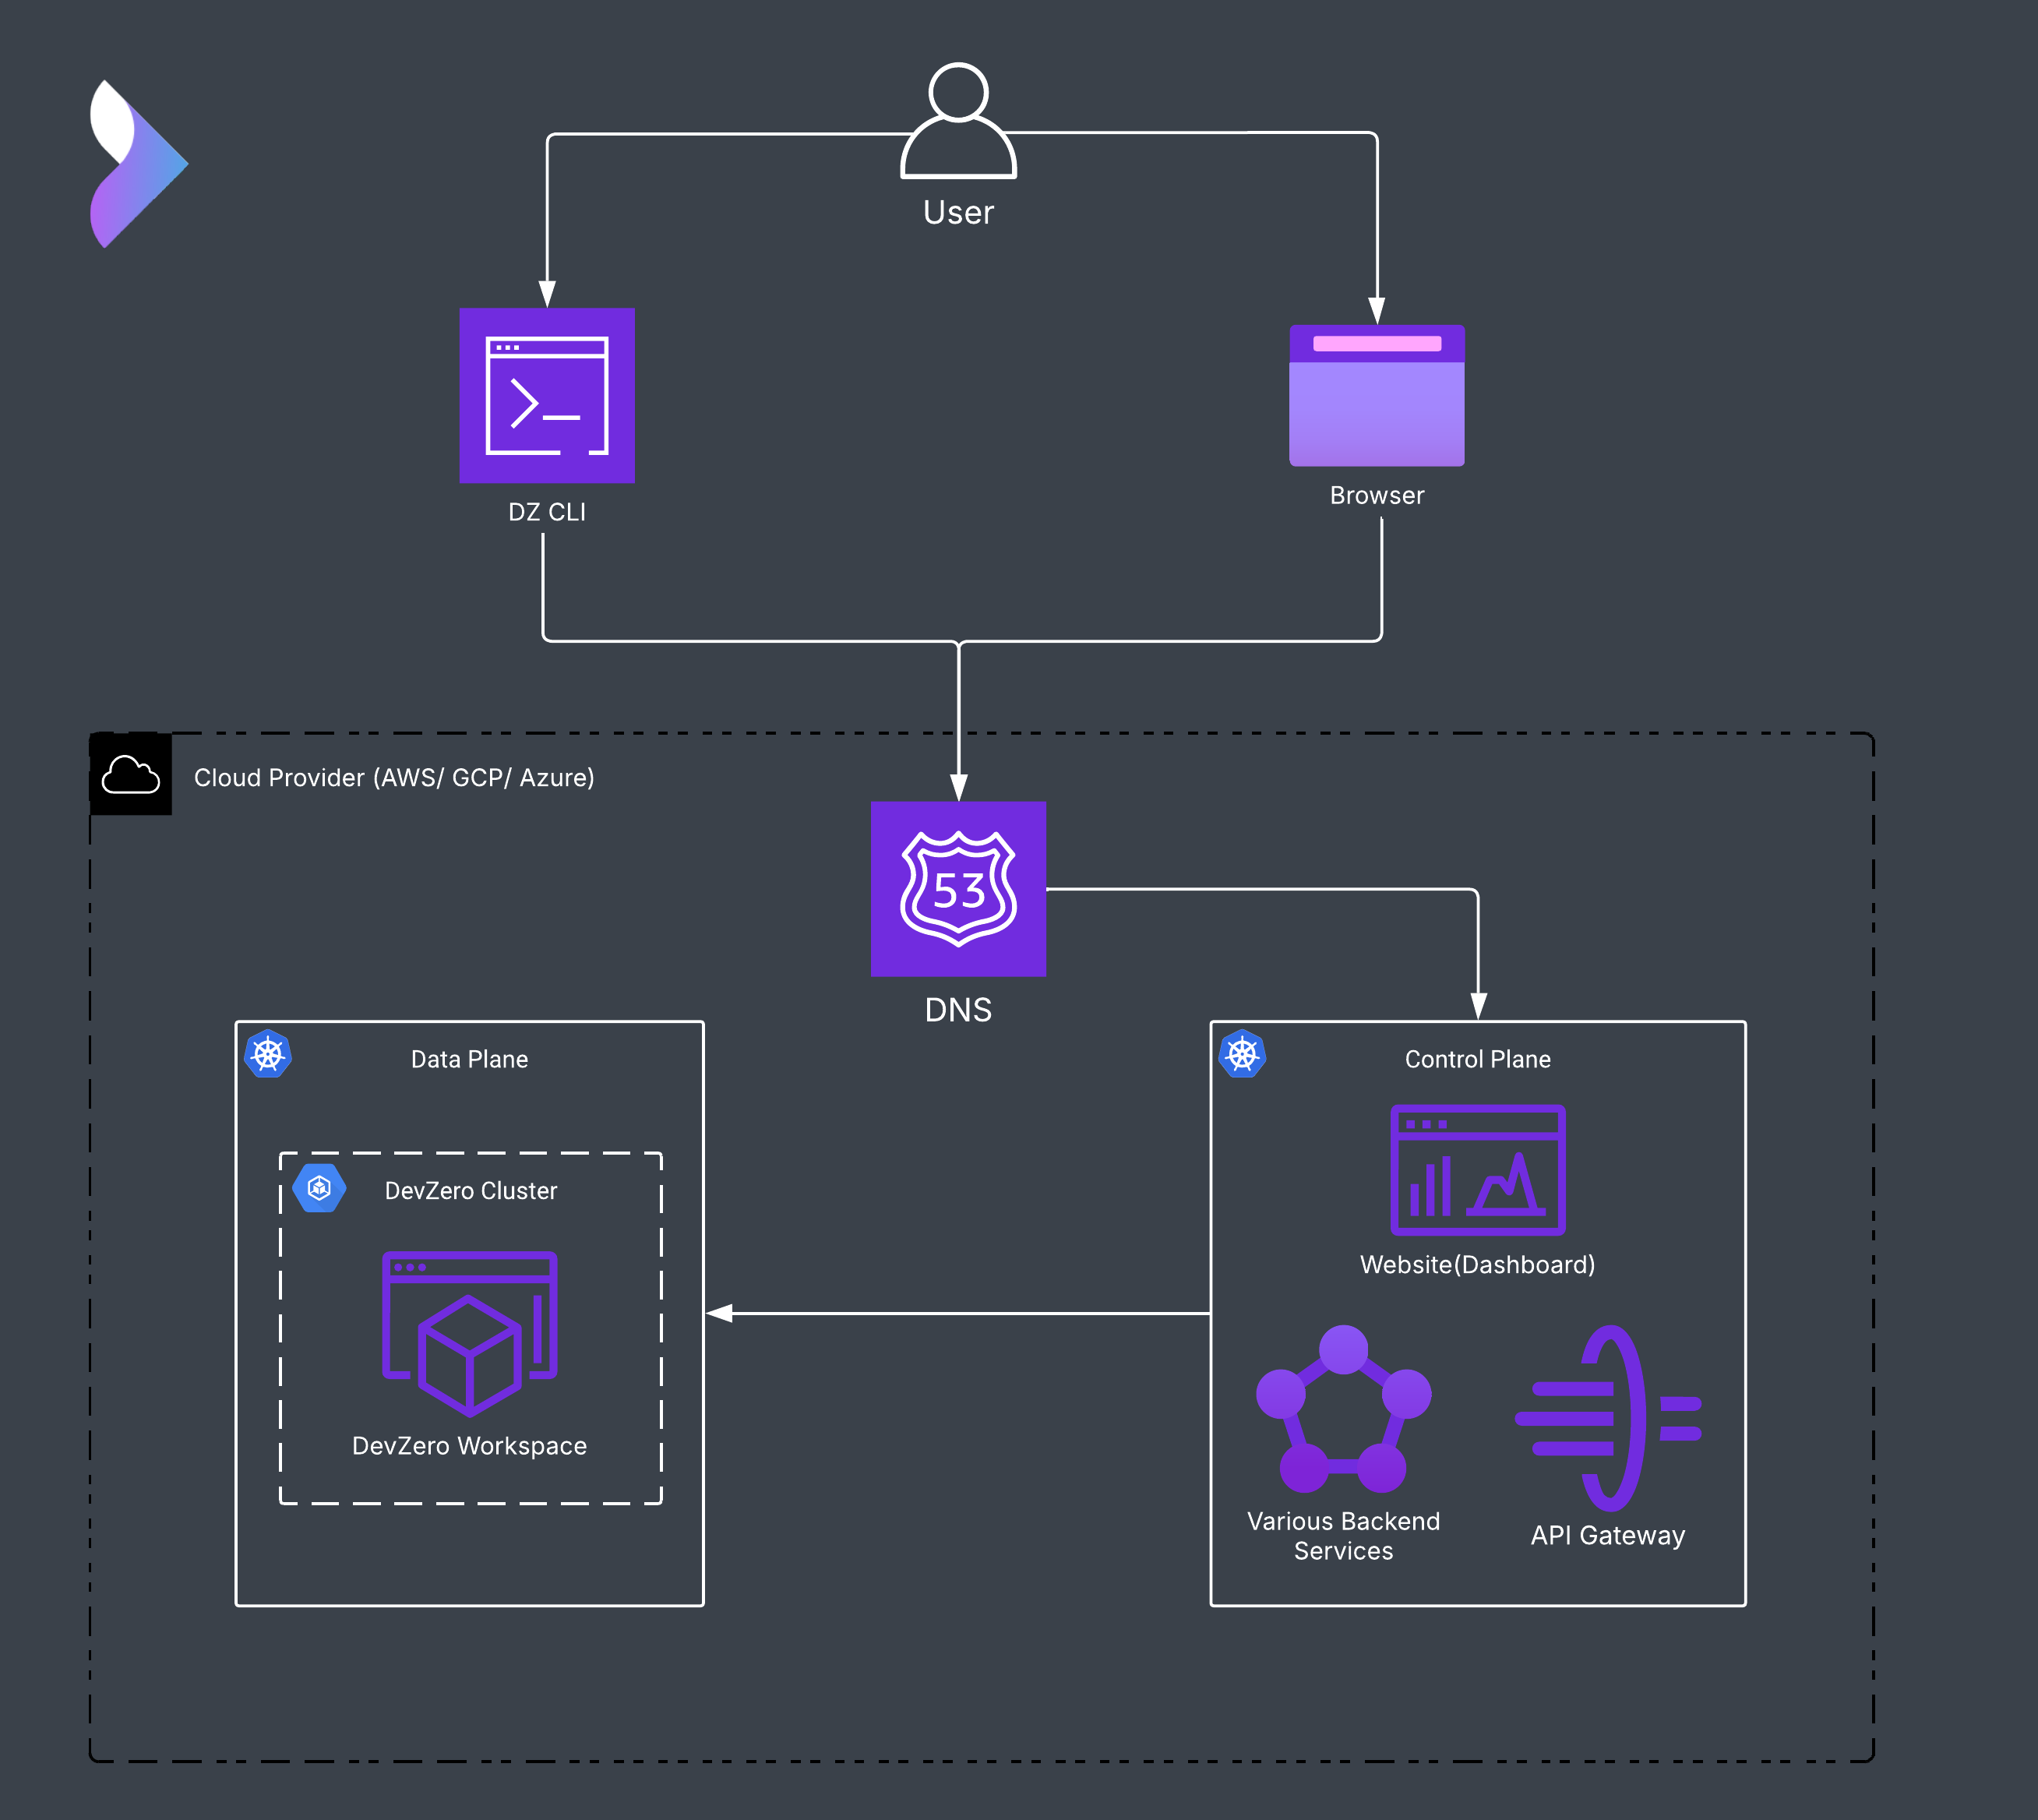 User
DZ CLI
Browser
Cloud Provider (AWS/ GCP/ Azure)
53
DNS
Data Plane
DevZero Cluster
DevZero Workspace
Control Plane
Website(Dashboard)
Various Backend
Services
API Gateway